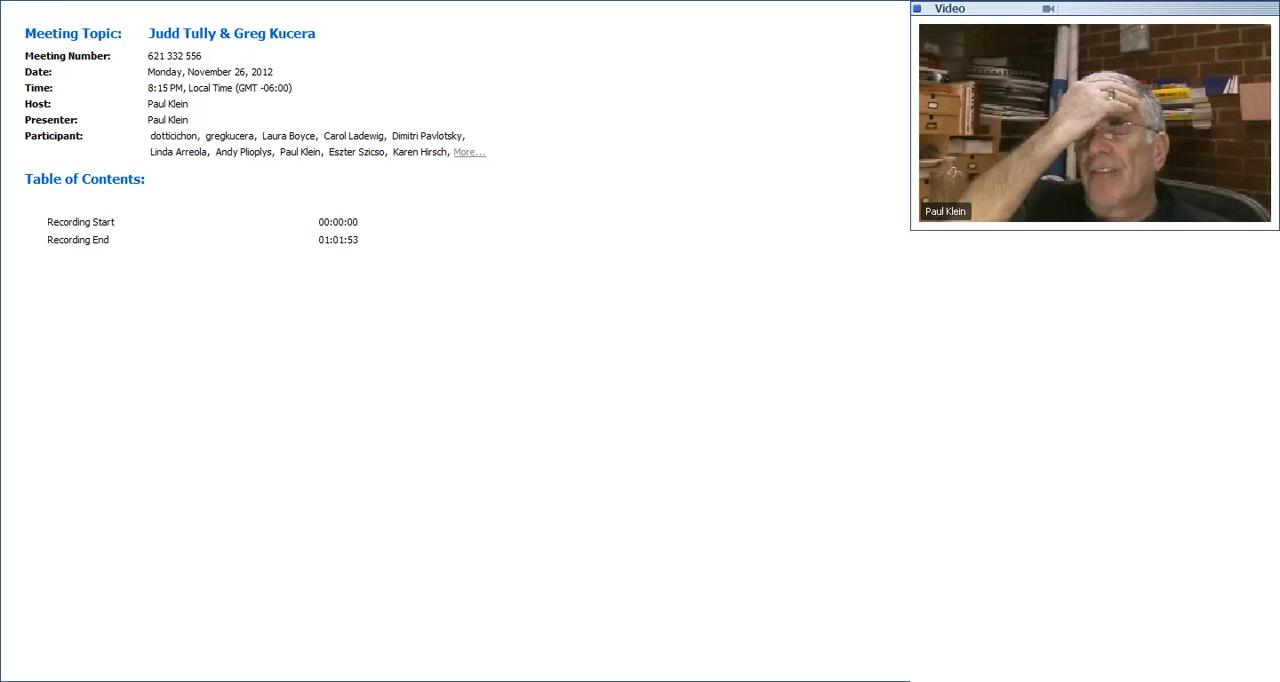 Meeting Topic: Judd Tully & Greg Kucera
Meeting Number: 621 332 556
Date: Monday, November 26, 2012
Time: 8:15 PM, Local Time (GMT -06:00)
Host: Paul Klein
Presenter: Paul Klein
Participant: dotticichon, gregkucera, Laura Boyce, Carol Ladewig, Dimitri Pavlotsky,
Linda Arreola, Andy Plioplys, Paul Klein, Eszter Szicso, Karen Hirsch, More...
Table of Contents:
Recording Start 00:00:00
Recording End 01:01:53
Video
Paul Klein